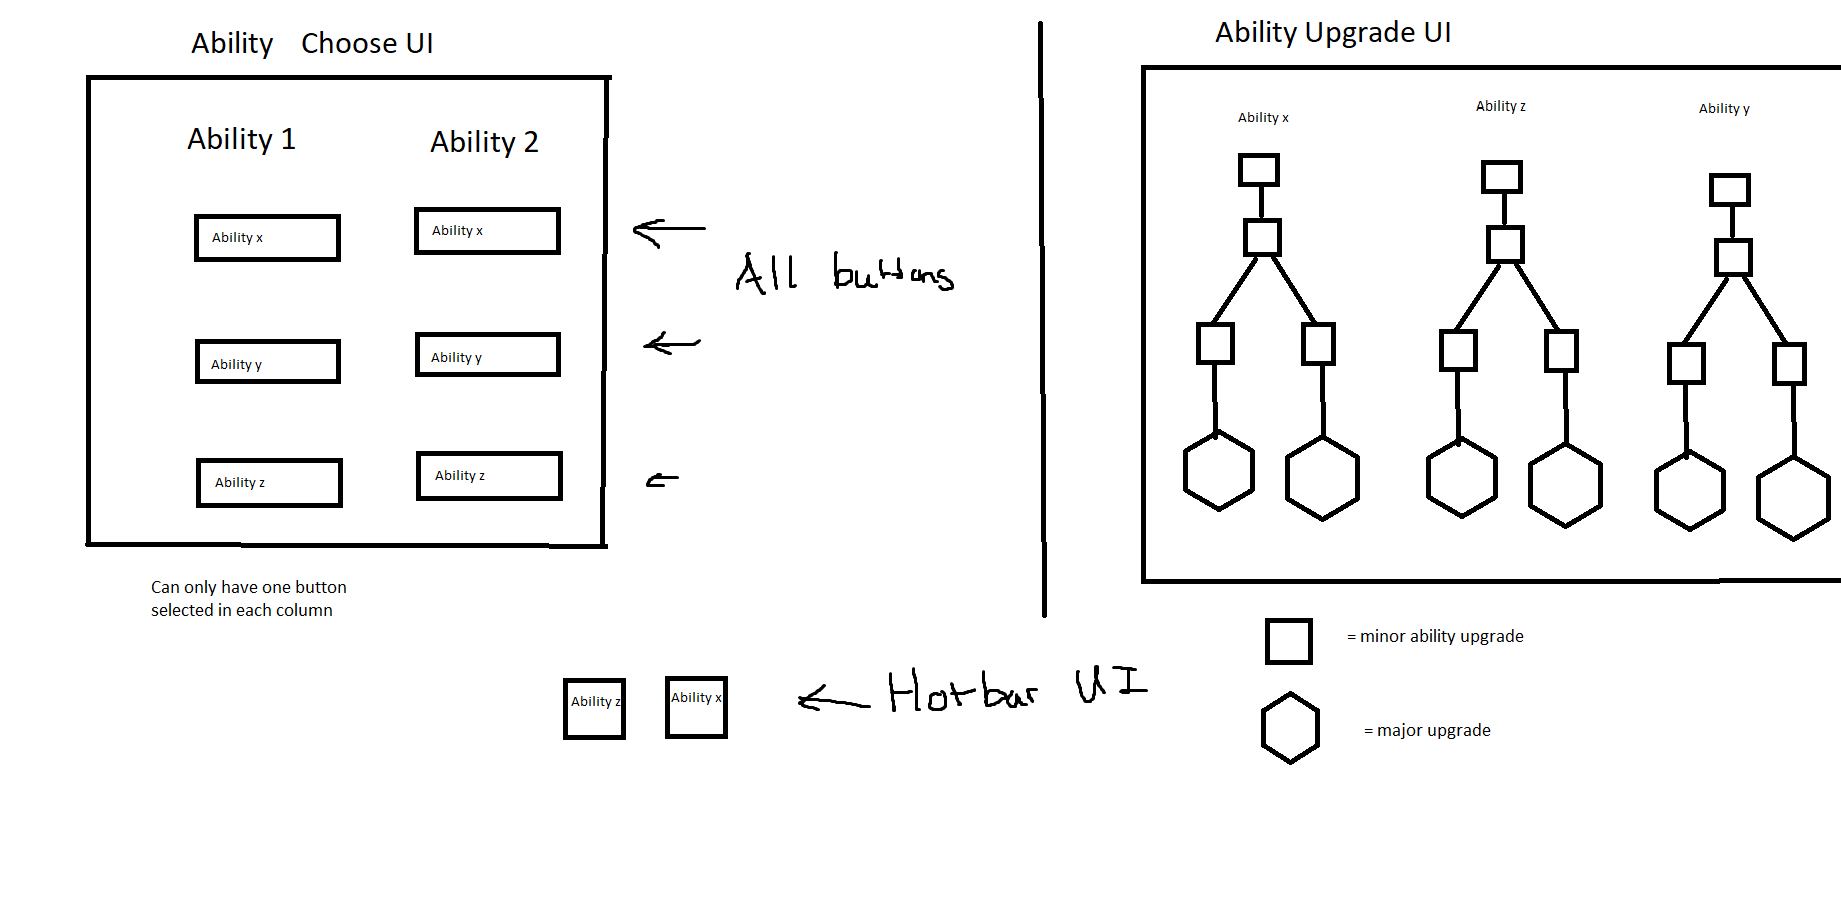 Ability Choose UI
Ability 1 Ability 2
Ability x Ability x
Ability y Ability y
Ability z Ability z
All buttons
Can only have one button
selected in each column
Ability z Ability x
Hotbar UI
Ability Upgrade UI
Ability x Ability z Ability y
= minor ability upgrade
= major upgrade